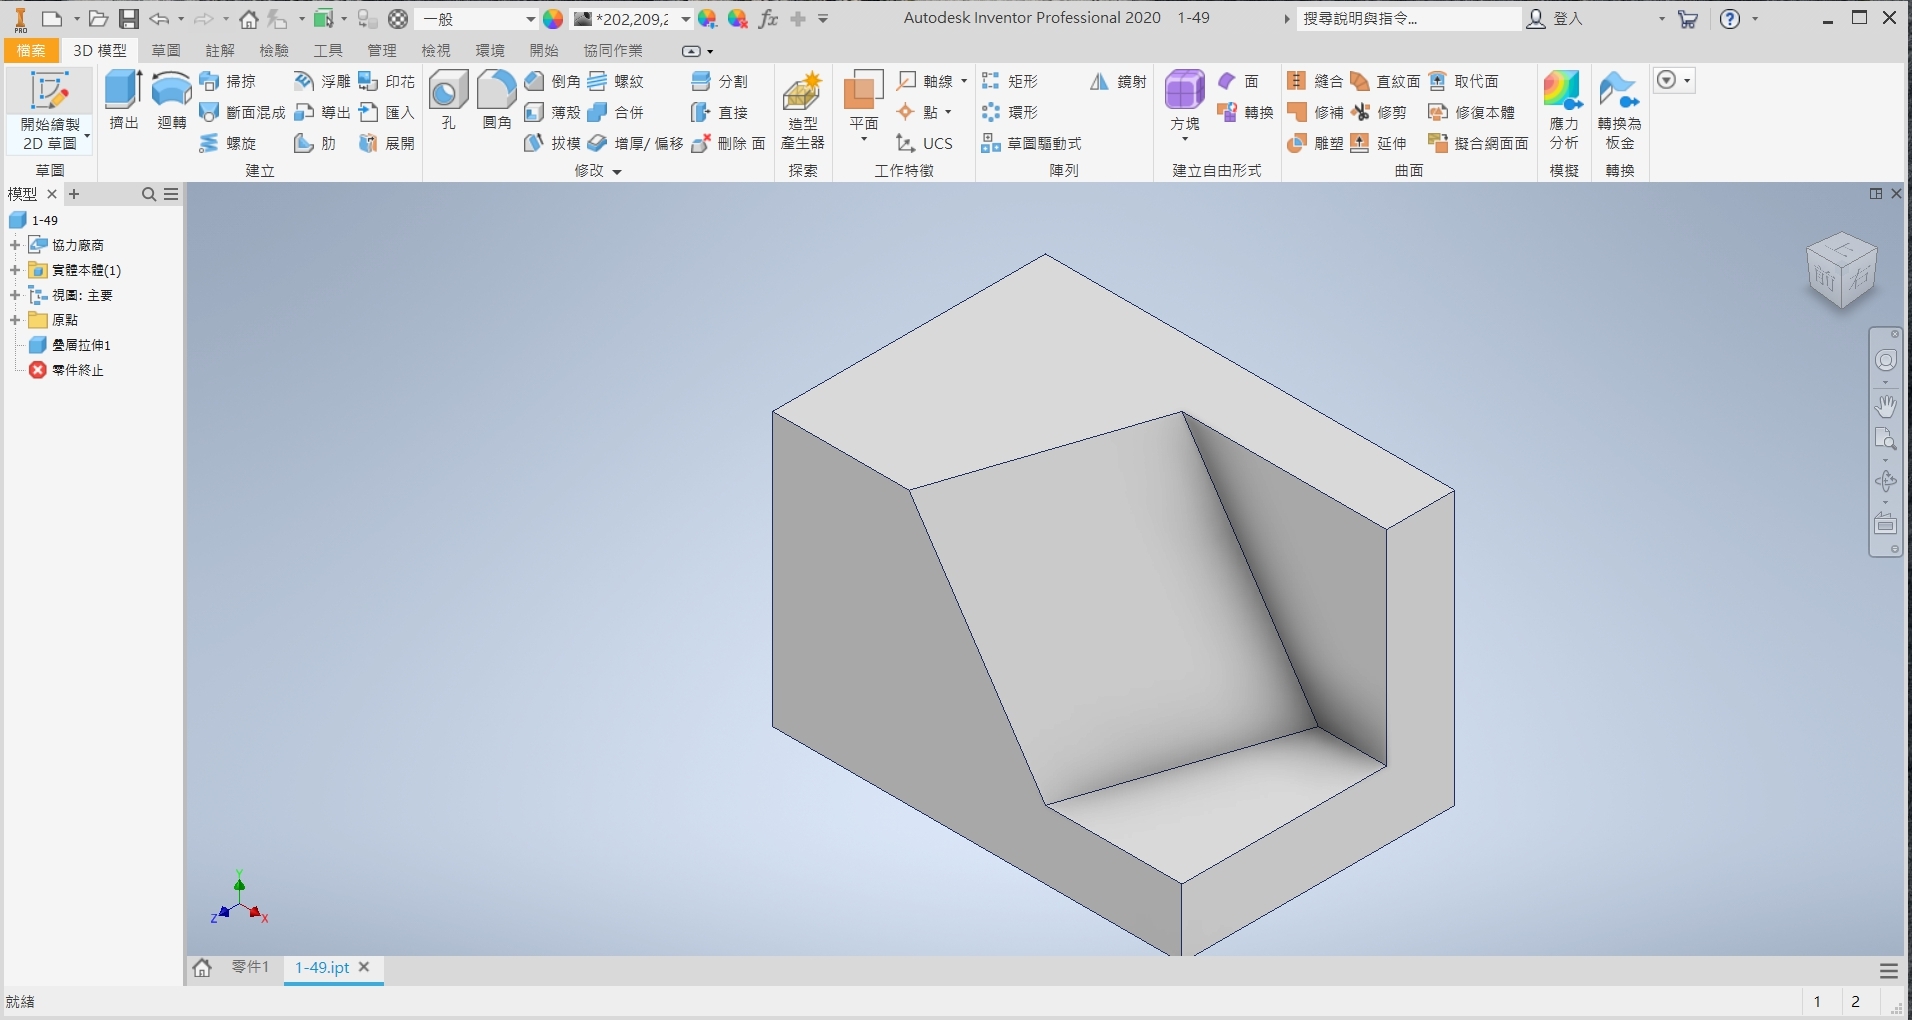 PRO
一般
*202,209,2
fx
Autodesk Inventor Professional 2020 1-49
搜尋說明與指令...
登入
檔案 3D 模型 草圖 註解 檢驗 工具 管理 檢視 環境 開始 協同作業
開始繪製
2D 草圖
草圖
擠出 迴轉
掃掠 浮雕 印花
斷面混成 導出 匯入
螺旋 肋 展開
建立
孔 圓角
倒角 螺紋 分割
薄殼 合併 直接
拔模 增厚/ 偏移 刪除 面
修改
造型
產生器
探索
平面
軸線
點
UCS
工作特徵
矩形 鏡射
環形
草圖驅動式
陣列
方塊
面
轉換
建立自由形式
縫合 直紋面 取代面
修補 修剪 修復本體
雕塑 延伸 擬合網面面
曲面
應力
分析
模擬
轉換為
板金
轉換
模型
1-49
協力廠商
實體本體(1)
視圖: 主要
原點
疊層拉伸1
零件終止
上
前 右
Y
Z X
零件1 1-49.ipt
就緒
1 2